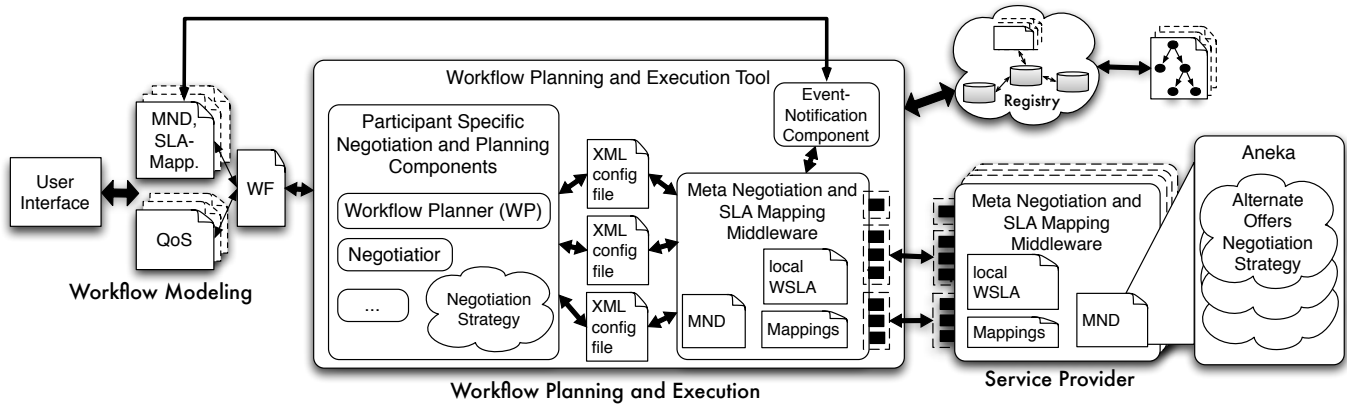 User
Interface
MND,
SLA-
Mapp.
QoS
WF
Workflow Modeling
Workflow Planning and Execution Tool
Participant Specific
Negotiation and Planning
Components
Workflow Planner (WP)
Negotiatior
...
Negotiation
Strategy
XML
config
file
XML
config
file
XML
config
file
Event-
Notification
Component
Meta Negotiation and
SLA Mapping
Middleware
local
WSLA
MND
Mappings
Workflow Planning and Execution
Registry
Meta Negotiation and
SLA Mapping
Middleware
local
WSLA
Mappings
MND
Service Provider
Aneka
Alternate
Offers
Negotiation
Strategy